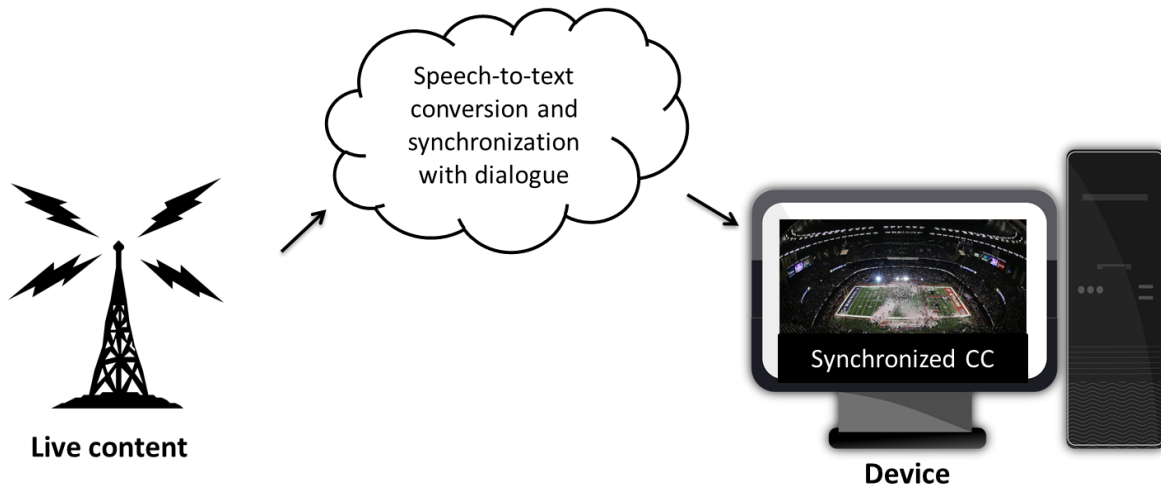 Speech-to-text
conversion and
synchronization
with dialogue
Synchronized CC
Live content
Device